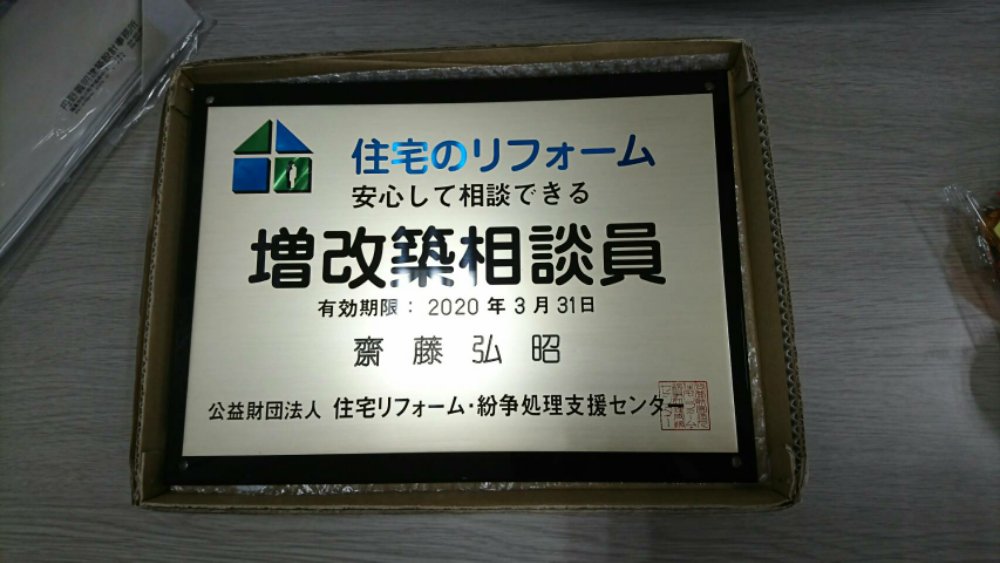 住宅のリフォーム
安心して相談できる
増改築相談員
有効期限：2020年3月31日
齋藤弘昭
公益財団法人 住宅リフォーム・紛争処理支援センター